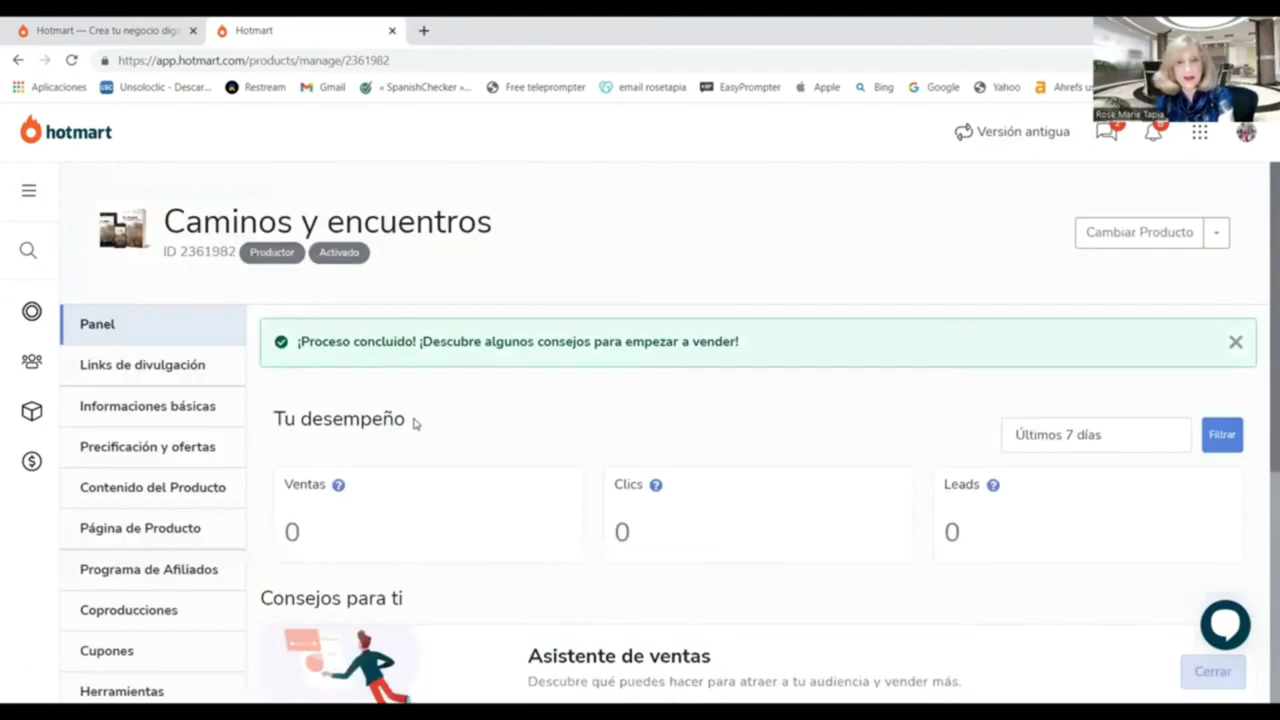 Hotmart — Crea tu negocio digi
Hotmart
https://app.hotmart.com/products/manage/2361982
Aplicaciones
Unsoloclic - Descar...
Restream
Gmail
« SpanishChecker »...
Free teleprompter
email rosetapia
EasyPrompter
Apple
Bing
Google
Yahoo
Ahrefs us
Rose Marie Tapia
hotmart
Versión antigua
Caminos y encuentros
ID 2361982 Productor Activado
Cambiar Producto
Panel
Links de divulgación
Informaciones básicas
Precificación y ofertas
Contenido del Producto
Página de Producto
Programa de Afiliados
Coproducciones
Cupones
Herramientas
¡Proceso concluido! ¡Descubre algunos consejos para empezar a vender!
Tu desempeño
Últimos 7 días
Filtrar
Ventas
0
Clics
0
Leads
0
Consejos para ti
Asistente de ventas
Descubre qué puedes hacer para atraer a tu audiencia y vender más.
Cerrar